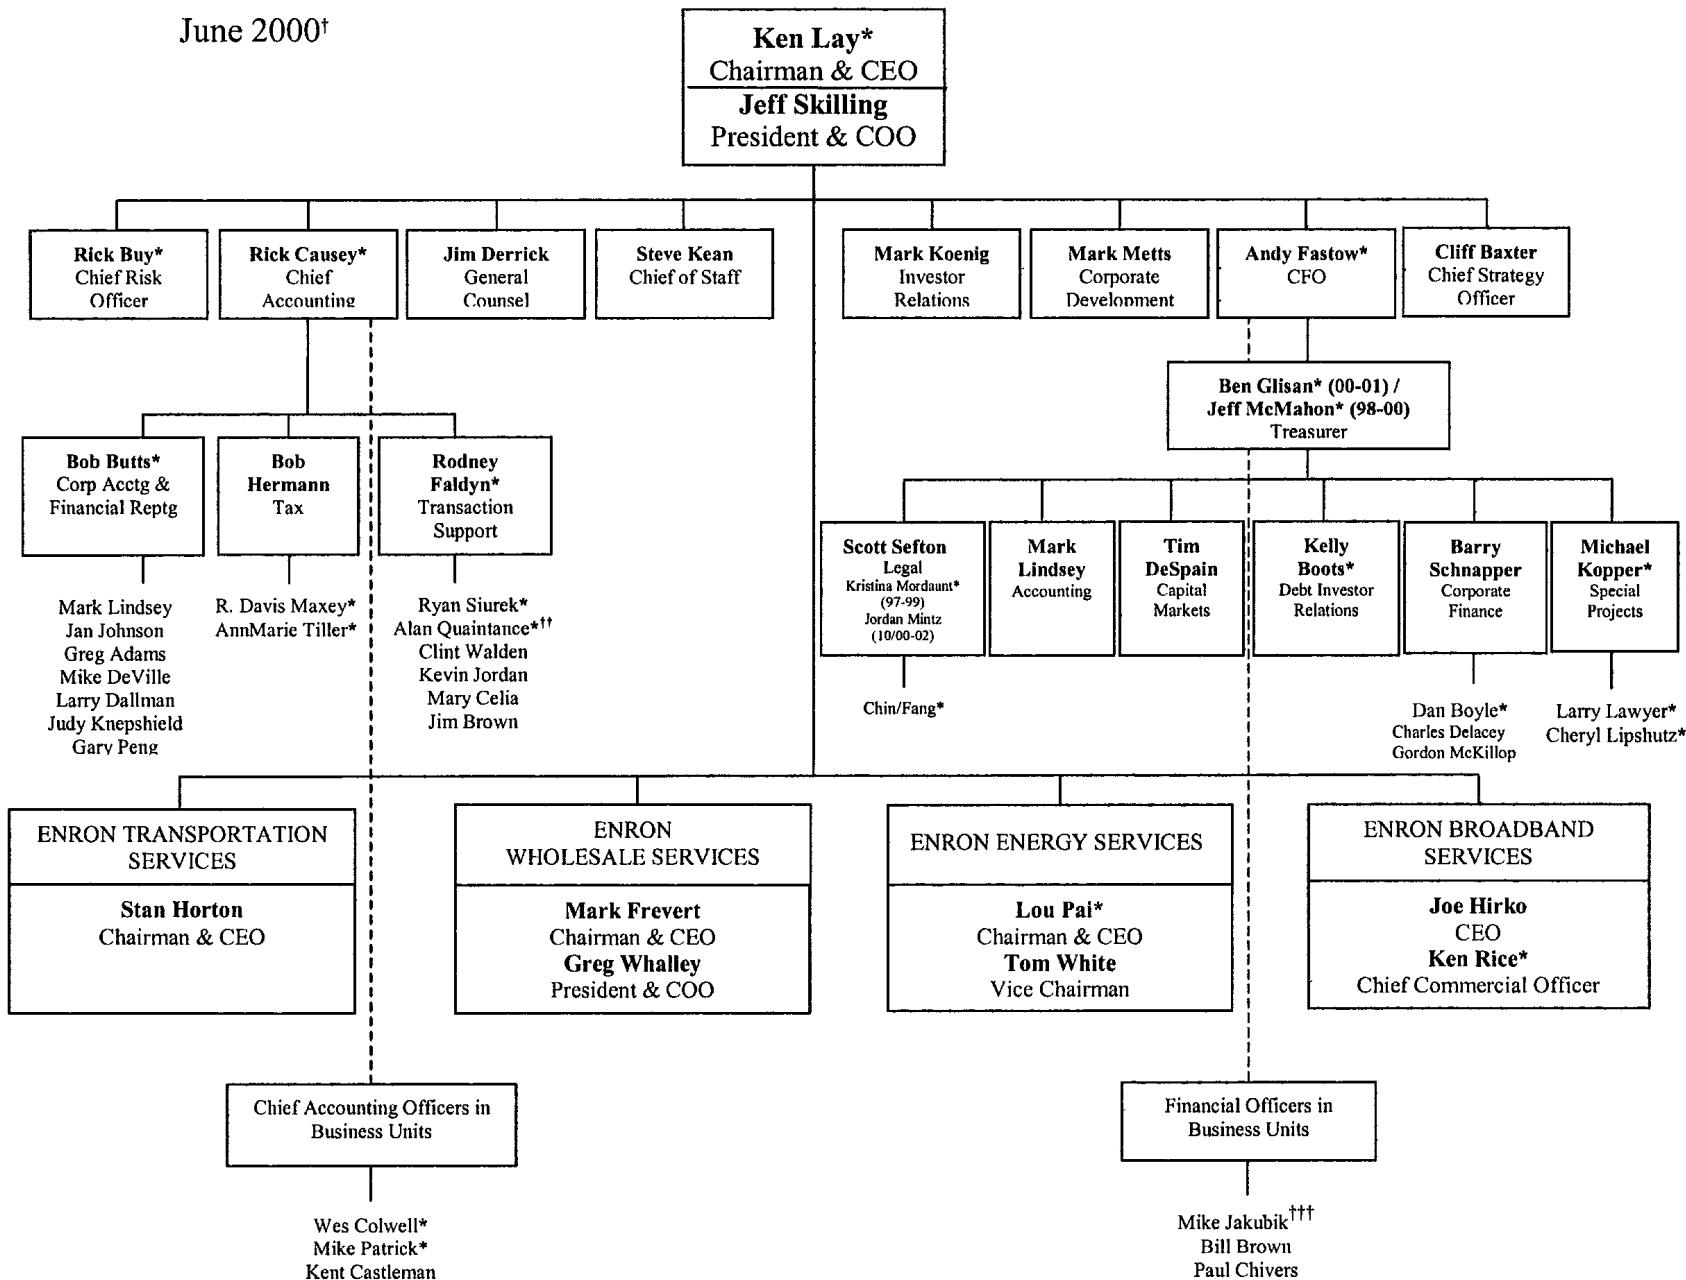 June 2000†
Ken Lay*
Chairman & CEO
Jeff Skilling
President & COO
Rick Buy*
Chief Risk
Officer
Rick Causey*
Chief
Accounting
Jim Derrick
General
Counsel
Steve Kean
Chief of Staff
Mark Koenig
Investor
Relations
Mark Metts
Corporate
Development
Andy Fastow*
CFO
Cliff Baxter
Chief Strategy
Officer
Ben Glisan* (00-01) /
Jeff McMahon* (98-00)
Treasurer
Bob Butts*
Corp Acctg &
Financial Reptg
Bob
Hermann
Tax
Rodney
Faldyn*
Transaction
Support
Scott Sefton
Legal
Kristina Mordaunt*
(97-99)
Jordan Mintz
(10/00-02)
Mark
Lindsey
Accounting
Tim
DeSpain
Capital
Markets
Kelly
Boots*
Debt Investor
Relations
Barry
Schnapper
Corporate
Finance
Michael
Kopper*
Special
Projects
Mark Lindsey
Jan Johnson
Greg Adams
Mike DeVille
Larry Dallman
Judy Knepshield
Gary Peng
R. Davis Maxey*
AnnMarie Tiller*
Ryan Siurek*
Alan Quaintance*††
Clint Walden
Kevin Jordan
Mary Celia
Jim Brown
Chin/Fang*
Dan Boyle*
Charles Delacey
Gordon McKillop
Larry Lawyer*
Cheryl Lipshutz*
ENRON TRANSPORTATION
SERVICES
Stan Horton
Chairman & CEO
ENRON
WHOLESALE SERVICES
Mark Frevert
Chairman & CEO
Greg Whalley
President & COO
ENRON ENERGY SERVICES
Lou Pai*
Chairman & CEO
Tom White
Vice Chairman
ENRON BROADBAND
SERVICES
Joe Hirko
CEO
Ken Rice*
Chief Commercial Officer
Chief Accounting Officers in
Business Units
Wes Colwell*
Mike Patrick*
Kent Castleman
Financial Officers in
Business Units
Mike Jakubik†††
Bill Brown
Paul Chivers